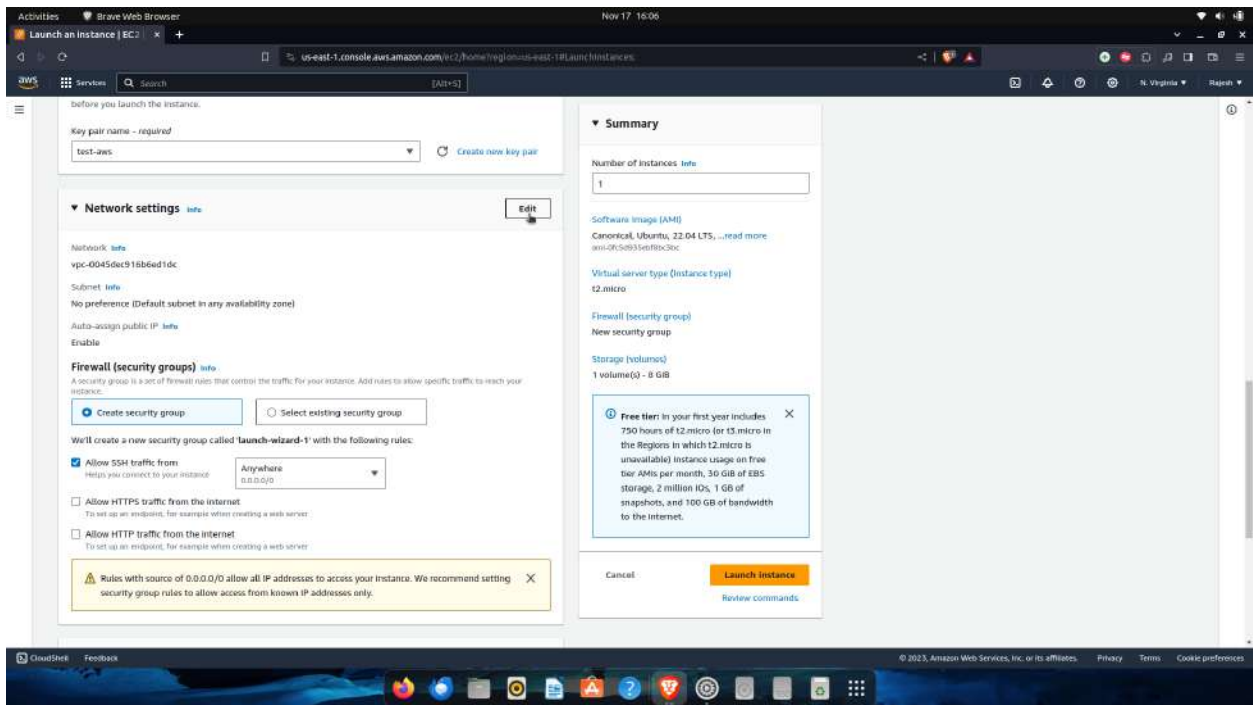 Activities
Brave Web Browser
Nov 17 16:06
Launch an instance | EC2
us-east-1.console.aws.amazon.com/ec2/home?region=us-east-1#LaunchInstances:
aws
Services
Search
[Alt+S]
N. Virginia
Rajesh
before you launch the instance.
Key pair name - required
test-aws
Create new key pair
Network settings Info
Edit
Network Info
vpc-0045dec916b6ed1dc
Subnet Info
No preference (Default subnet in any availability zone)
Auto-assign public IP Info
Enable
Firewall (security groups) Info
A security group is a set of firewall rules that control the traffic for your instance. Add rules to allow specific traffic to reach your
instance.
Create security group
Select existing security group
We'll create a new security group called 'launch-wizard-1' with the following rules:
Allow SSH traffic from
Helps you connect to your instance
Anywhere
0.0.0.0/0
Allow HTTPS traffic from the internet
To set up an endpoint, for example when creating a web server
Allow HTTP traffic from the internet
To set up an endpoint, for example when creating a web server
Rules with source of 0.0.0.0/0 allow all IP addresses to access your instance. We recommend setting
security group rules to allow access from known IP addresses only.
Summary
Number of instances Info
1
Software Image (AMI)
Canonical, Ubuntu, 22.04 LTS, ...read more
Virtual server type (instance type)
t2.micro
Firewall (security group)
New security group
Storage (volumes)
1 volume(s) - 8 GiB
Free tier: In your first year includes
750 hours of t2.micro (or t3.micro in
the Regions in which t2.micro is
unavailable) instance usage on free
tier AMIs per month, 30 GiB of EBS
storage, 2 million IOs, 1 GB of
snapshots, and 100 GB of bandwidth
to the internet.
Cancel
Launch instance
Review commands
CloudShell
Feedback
© 2023, Amazon Web Services, Inc. or its affiliates.
Privacy
Terms
Cookie preferences